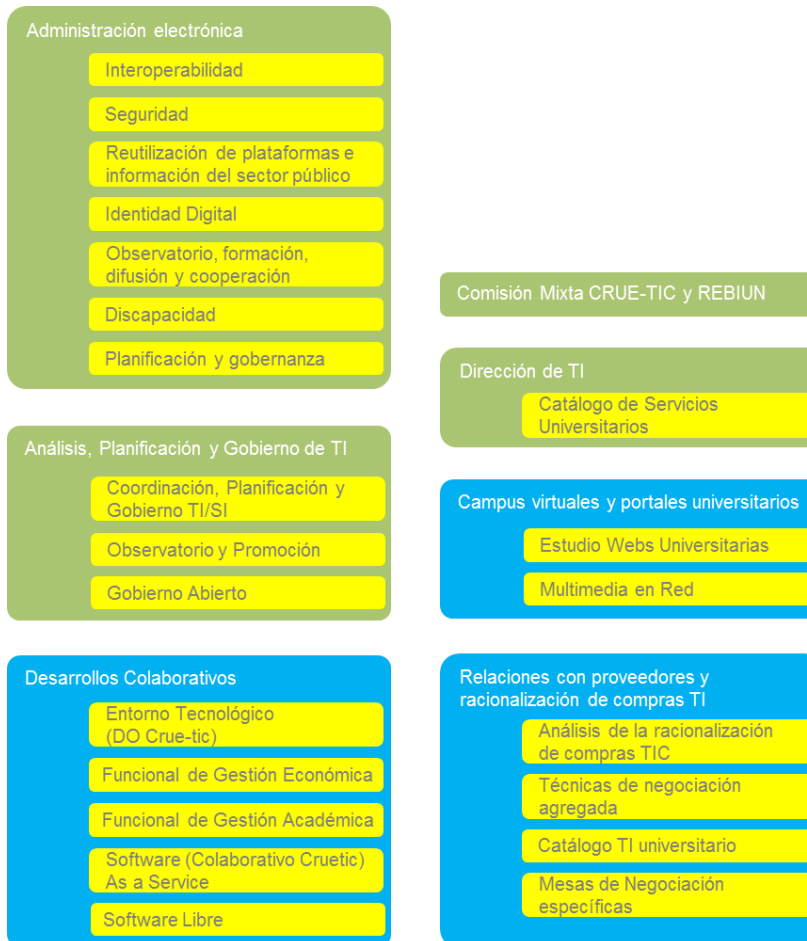 Administración electrónica
Interoperabilidad
Seguridad
Reutilización de plataformas e
información del sector público
Identidad Digital
Observatorio, formación,
difusión y cooperación
Discapacidad
Planificación y gobernanza
Análisis, Planificación y Gobierno de TI
Coordinación, Planificación y
Gobierno TI/SI
Observatorio y Promoción
Gobierno Abierto
Desarrollos Colaborativos
Entorno Tecnológico
(DO Crue-tic)
Funcional de Gestión Económica
Funcional de Gestión Académica
Software (Colaborativo Cruetic)
As a Service
Software Libre
Comisión Mixta CRUE-TIC y REBIUN
Dirección de TI
Catálogo de Servicios
Universitarios
Campus virtuales y portales universitarios
Estudio Webs Universitarias
Multimedia en Red
Relaciones con proveedores y
racionalización de compras TI
Análisis de la racionalización
de compras TIC
Técnicas de negociación
agregada
Catálogo TI universitario
Mesas de Negociación
específicas